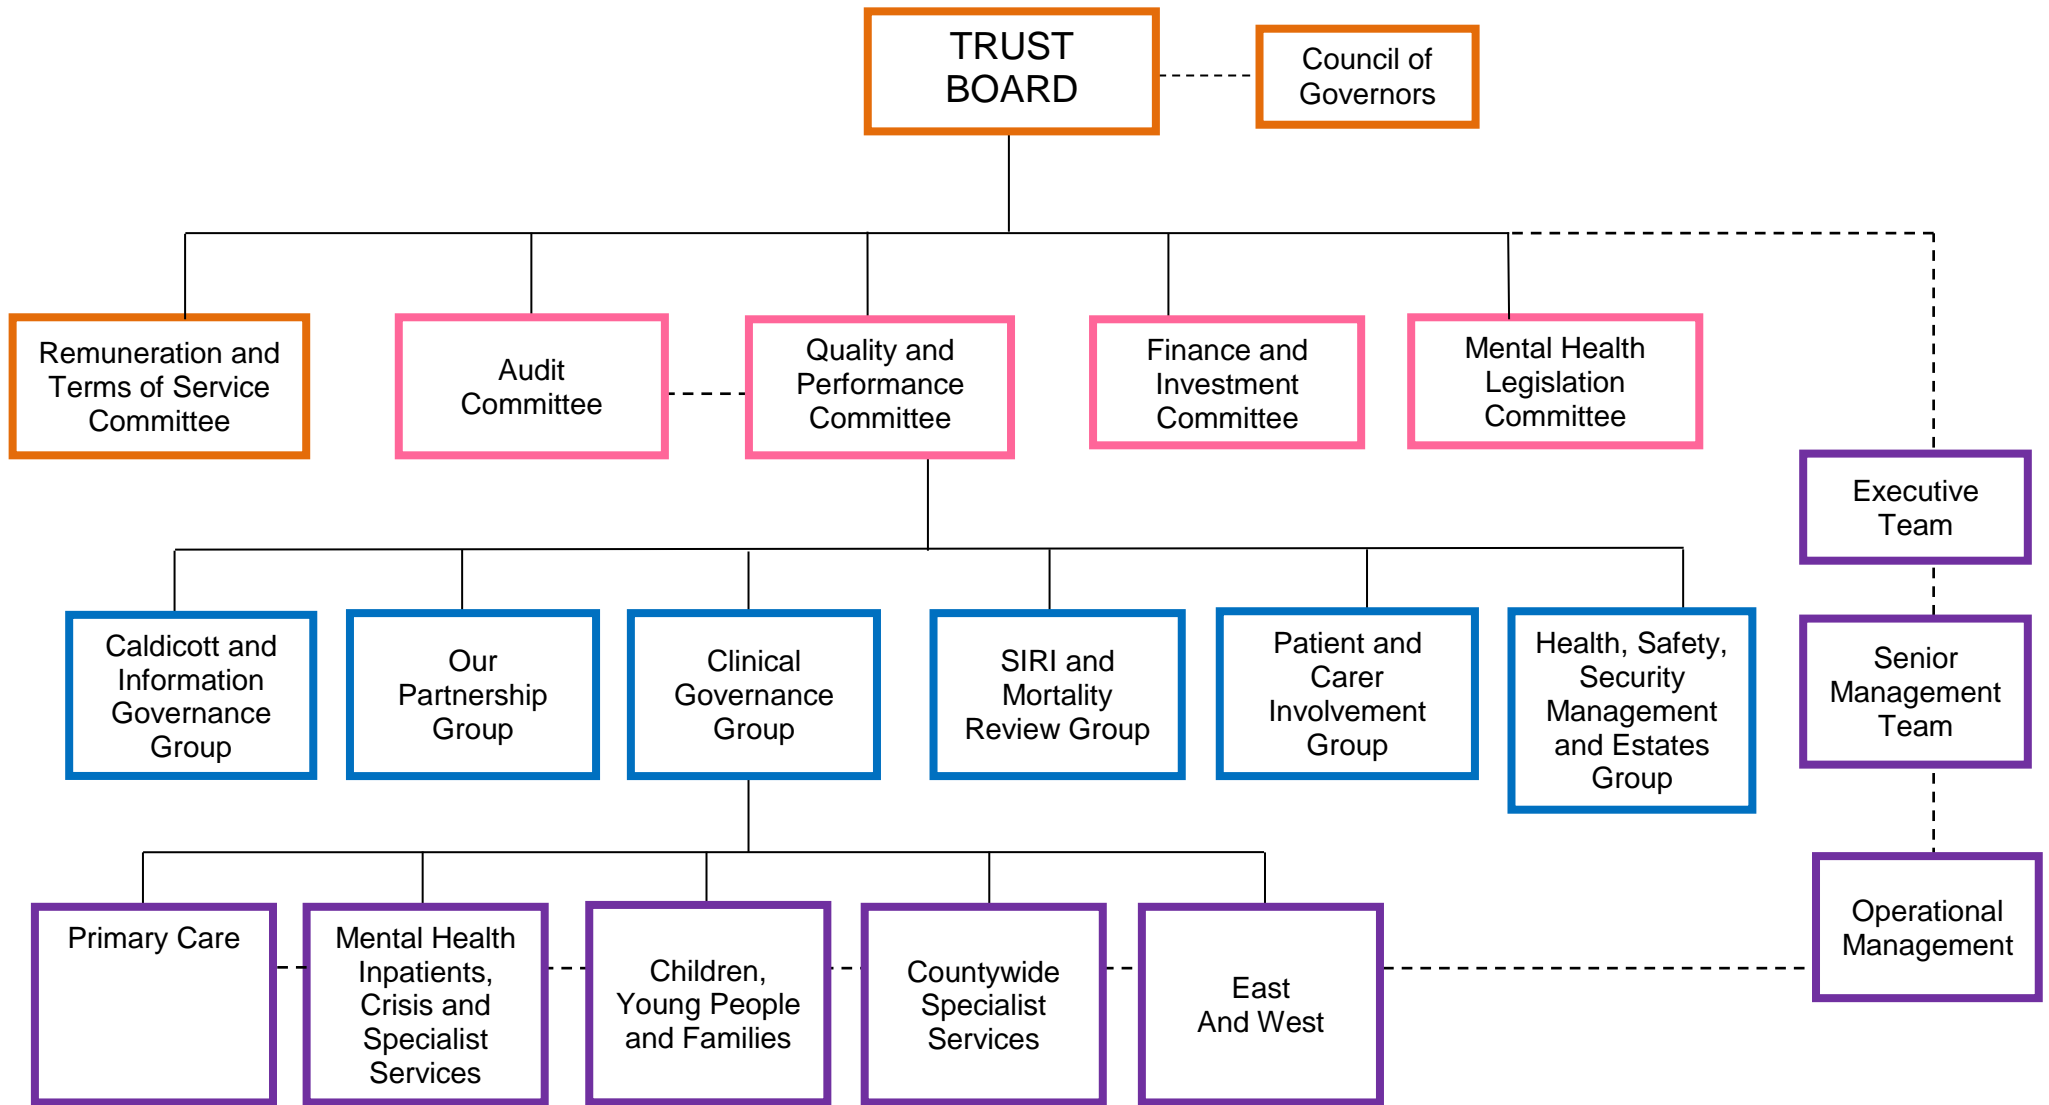 TRUST
BOARD
Council of
Governors
Remuneration and
Terms of Service
Committee
Audit
Committee
Quality and
Performance
Committee
Finance and
Investment
Committee
Mental Health
Legislation
Committee
Executive
Team
Caldicott and
Information
Governance
Group
Our
Partnership
Group
Clinical
Governance
Group
SIRI and
Mortality
Review Group
Patient and
Carer
Involvement
Group
Health, Safety,
Security
Management
and Estates
Group
Senior
Management
Team
Primary Care
Mental Health
Inpatients,
Crisis and
Specialist
Services
Children,
Young People
and Families
Countywide
Specialist
Services
East
And West
Operational
Management